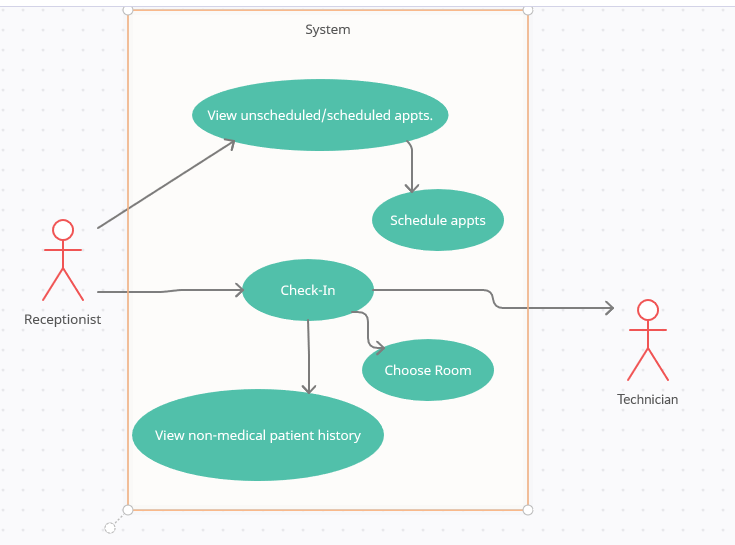 System
View unscheduled/scheduled appts.
Schedule appts
Check-In
Receptionist
Choose Room
Technician
View non-medical patient history